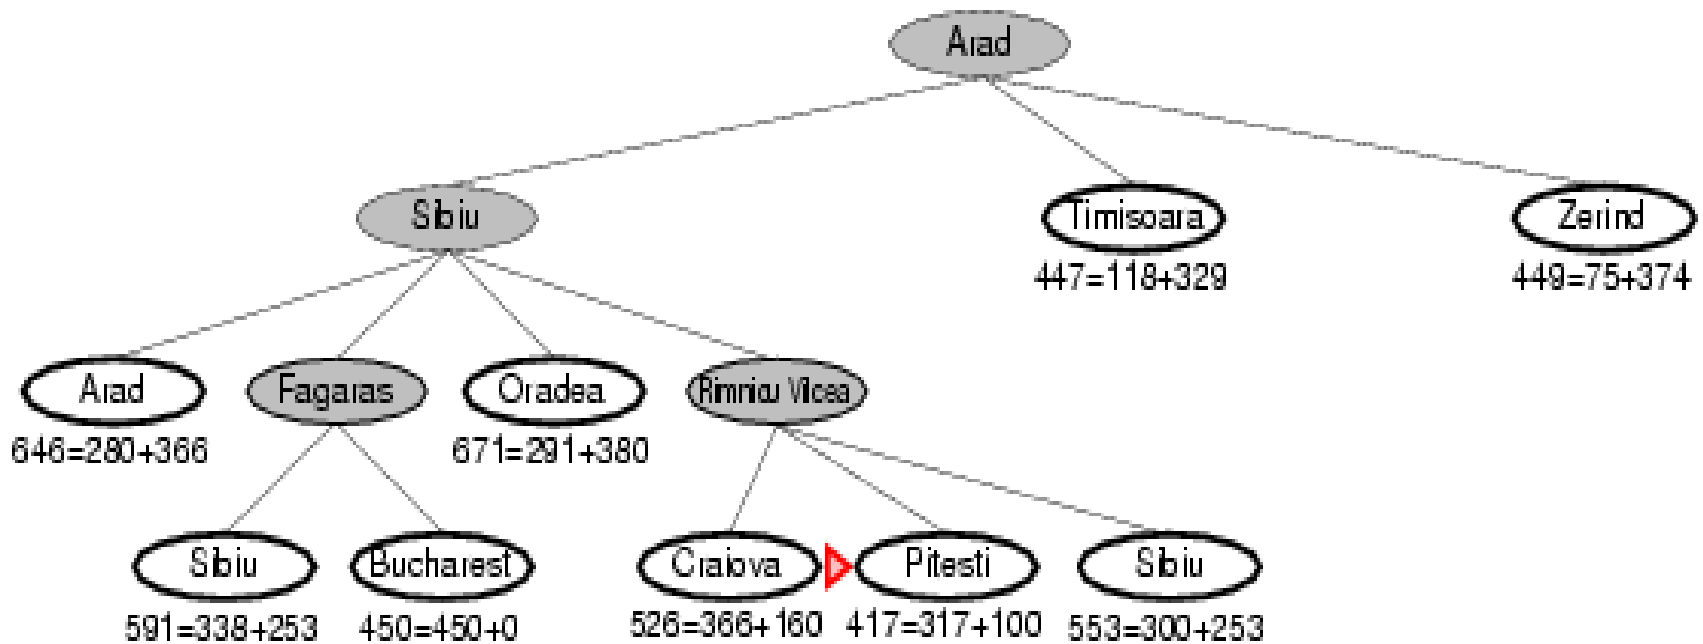 Arad
Sibiu Timisoara Zerind
447=118+329 449=75+374
Arad Fagaras Oradea Rimnicu Vilcea
646=280+366 671=291+380
Sibiu Bucharest Craiova Pitesti Sibiu
591=338+253 450=450+0 526=366+160 417=317+100 553=300+253